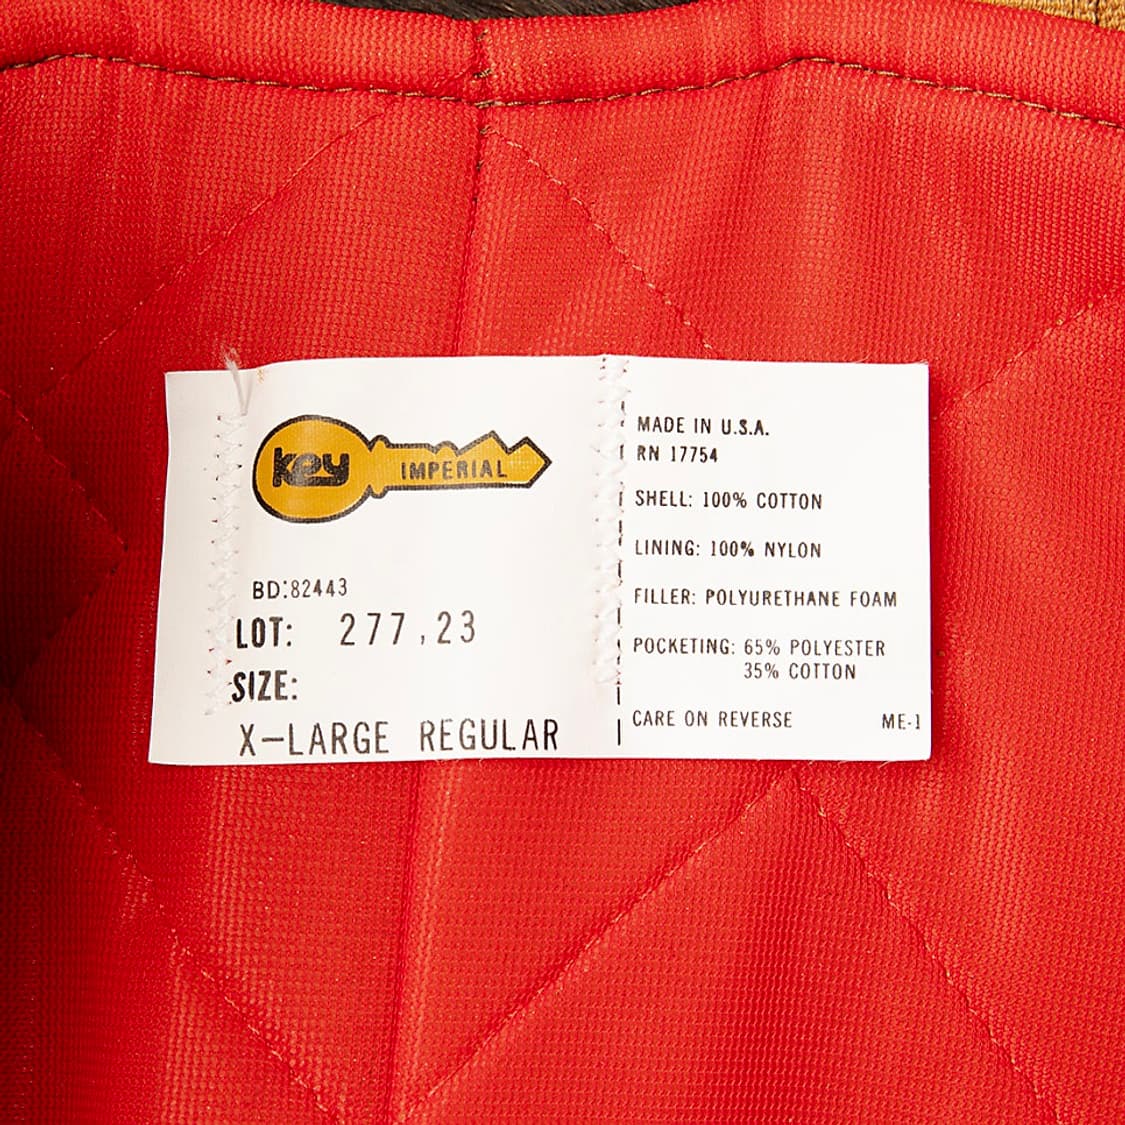 key IMPERIAL
BD:82443
LOT: 277,23
SIZE:
X-LARGE REGULAR
MADE IN U.S.A.
RN 17754
SHELL: 100% COTTON
LINING: 100% NYLON
FILLER: POLYURETHANE FOAM
POCKETING: 65% POLYESTER
35% COTTON
CARE ON REVERSE ME-1